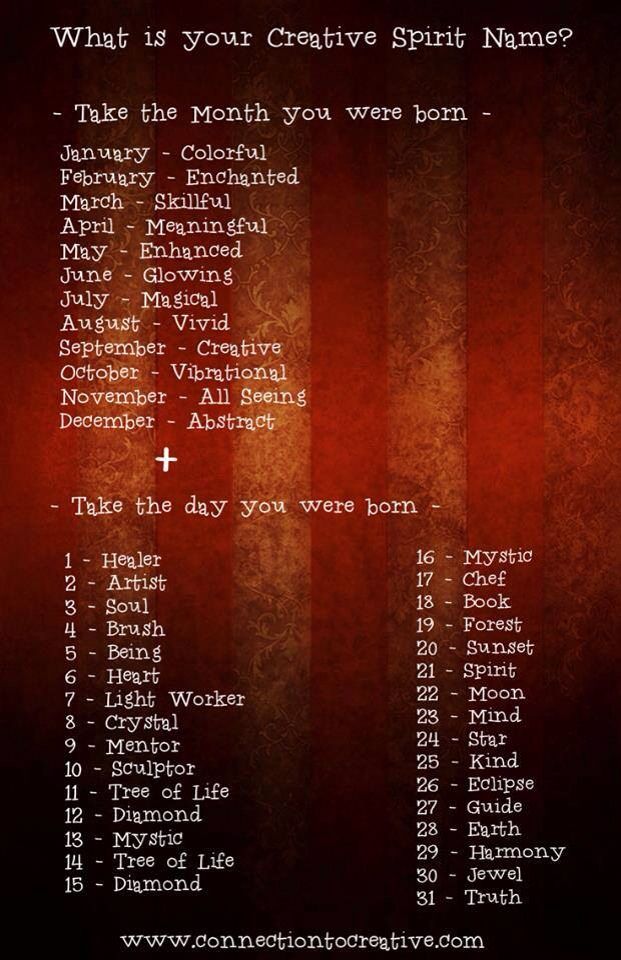 What is your Creative Spirit Name?
- Take the Month you were born -
January - Colorful
February - Enchanted
March - Skillful
April - Meaningful
May - Enhanced
June - Glowing
July - Magical
August - Vivid
September - Creative
October - Vibrational
November - All Seeing
December - Abstract
+
- Take the day you were born -
1 - Healer
2 - Artist
3 - Soul
4 - Brush
5 - Being
6 - Heart
7 - Light Worker
8 - Crystal
9 - Mentor
10 - Sculptor
11 - Tree of Life
12 - Diamond
13 - Mystic
14 - Tree of Life
15 - Diamond
16 - Mystic
17 - Chef
18 - Book
19 - Forest
20 - Sunset
21 - Spirit
22 - Moon
23 - Mind
24 - Star
25 - Kind
26 - Eclipse
27 - Guide
28 - Earth
29 - Harmony
30 - Jewel
31 - Truth
www.connectiontocreative.com